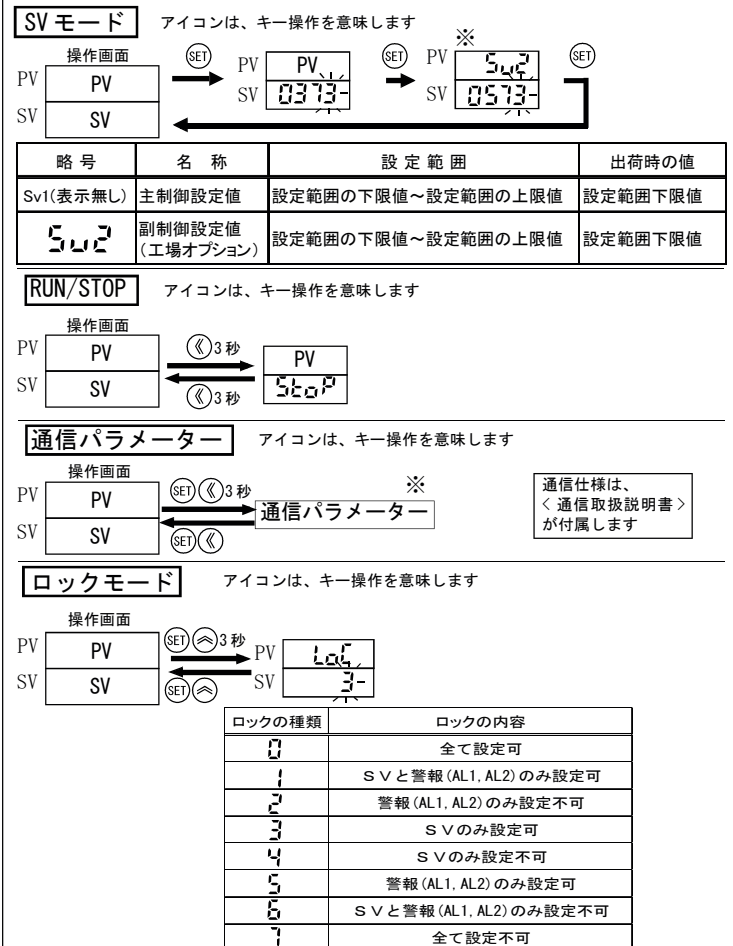 SV モード アイコンは、キー操作を意味します
操作画面
PV PV
SV SV
SET
PV PV
SV 0373-
SET
※
PV Sv2
SV 0573-
SET
略 号 名 称 設 定 範 囲 出荷時の値
Sv1(表示無し) 主制御設定値 設定範囲の下限値～設定範囲の上限値 設定範囲下限値
Sv2 副制御設定値 設定範囲の下限値～設定範囲の上限値 設定範囲下限値
(工場オプション)
RUN/STOP アイコンは、キー操作を意味します
操作画面
PV PV
SV SV
《 3 秒
《 3 秒
PV
StoP
通信パラメーター アイコンは、キー操作を意味します
操作画面
PV PV
SV SV
SET 《 3 秒
SET 《
※
通信パラメーター
通信仕様は、
＜通信取扱説明書＞
が付属します
ロックモード アイコンは、キー操作を意味します
操作画面
PV PV
SV SV
SET ︽ 3 秒
SET ︽
PV LoC
SV 3-
ロックの種類 ロックの内容
0 全て設定可
1 ＳＶと警報(AL1,AL2)のみ設定可
2 警報(AL1,AL2)のみ設定不可
3 ＳＶのみ設定可
4 ＳＶのみ設定不可
5 警報(AL1,AL2)のみ設定可
6 ＳＶと警報(AL1,AL2)のみ設定不可
7 全て設定不可